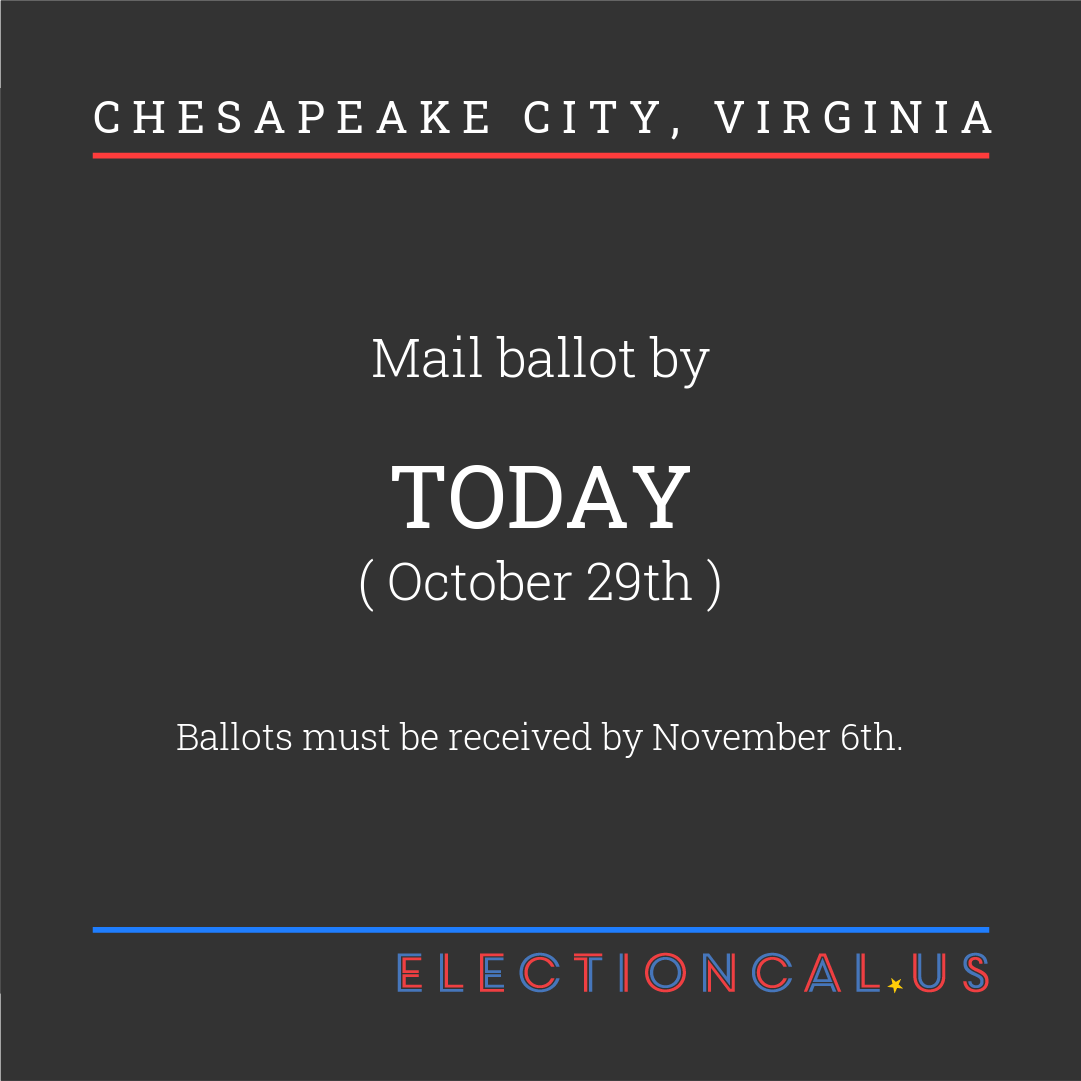 CHESAPEAKE CITY, VIRGINIA
Mail ballot by
TODAY
( October 29th )
Ballots must be received by November 6th.
ELECTIONCAL.US